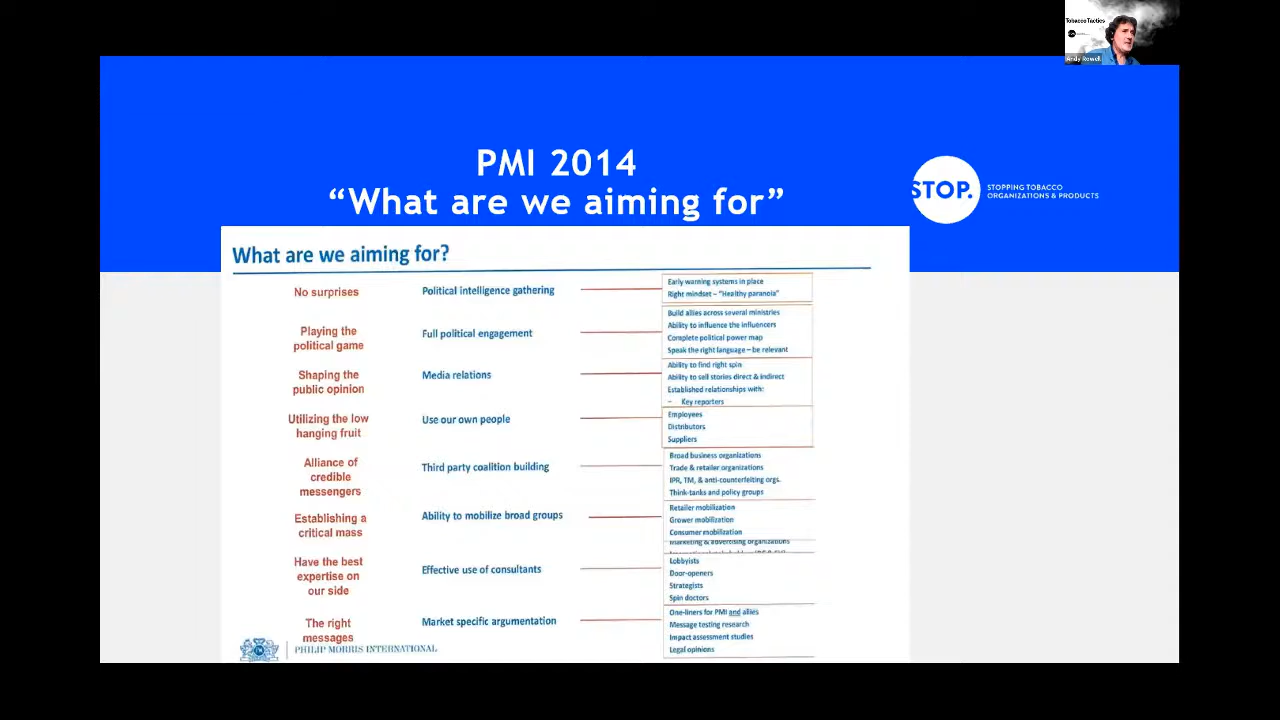 TobaccoTactics
Andy Rowell
PMI 2014
“What are we aiming for”
STOP.
STOPPING TOBACCO
ORGANIZATIONS & PRODUCTS
What are we aiming for?
No surprises
Political intelligence gathering
Early warning systems in place
Right mindset – "Healthy paranoia"
Playing the
political game
Full political engagement
Build allies across several ministries
Ability to influence the influencers
Complete political power map
Speak the right language – be relevant
Shaping the
public opinion
Media relations
Ability to find right spin
Ability to sell stories direct & indirect
Established relationships with:
– Key reporters
Utilizing the low
hanging fruit
Use our own people
Employees
Distributors
Suppliers
Alliance of
credible
messengers
Third party coalition building
Broad business organizations
Trade & retailer organizations
IPR, TM, & anti-counterfeiting orgs.
Think-tanks and policy groups
Establishing a
critical mass
Ability to mobilize broad groups
Retailer mobilization
Grower mobilization
Consumer mobilization
Marketing & advertising organizations
Have the best
expertise on
our side
Effective use of consultants
Lobbyists
Door-openers
Strategists
Spin doctors
The right
messages
Market specific argumentation
One-liners for PMI and allies
Message testing research
Impact assessment studies
Legal opinions
PHILIP MORRIS INTERNATIONAL